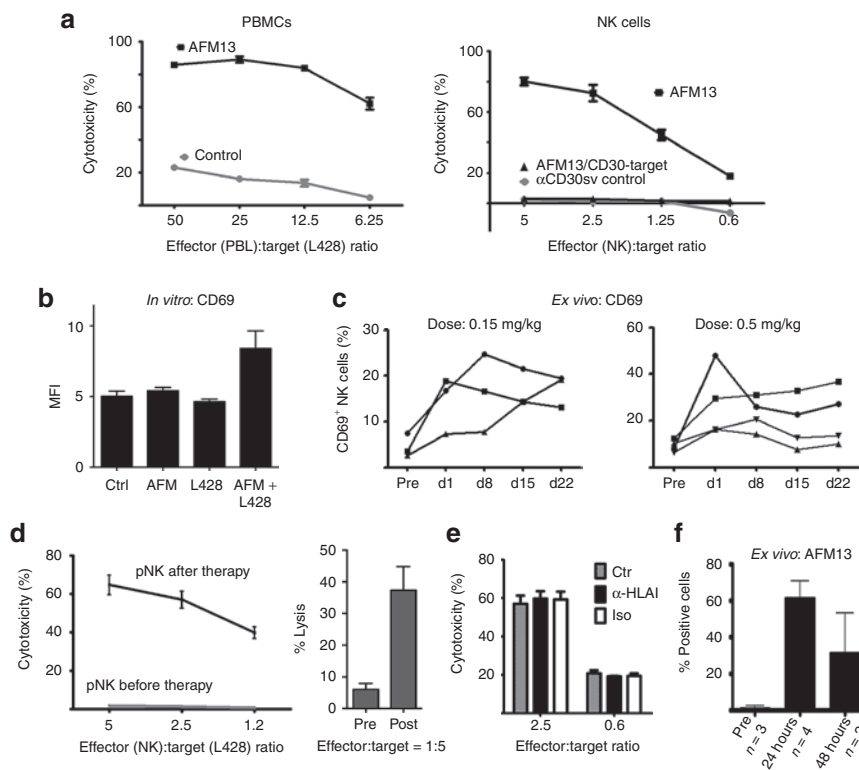 a
PBMCs
100
60
20
Cytotoxicity (%)
AFM13
Control
50 25 12.5 6.25
Effector (PBL):target (L428) ratio
NK cells
100
60
20
Cytotoxicity (%)
AFM13
AFM13/CD30-target
αCD30sv control
5 2.5 1.25 0.6
Effector (NK):target ratio
b
In vitro: CD69
10
5
0
MFI
Ctrl AFM L428 AFM +
L428
c
Ex vivo: CD69
Dose: 0.15 mg/kg
30
20
10
CD69+ NK cells (%)
Pre d1 d8 d15 d22
Dose: 0.5 mg/kg
60
40
20
Pre d1 d8 d15 d22
d
80
60
40
20
0
Cytotoxicity (%)
pNK after therapy
pNK before therapy
5 2.5 1.2
Effector (NK):target (L428) ratio
50
40
30
20
10
0
% Lysis
Pre Post
Effector:target = 1:5
e
80
60
40
20
Cytotoxicity (%)
Ctr
α-HLAI
Iso
2.5 0.6
Effector:target ratio
f
Ex vivo: AFM13
80
60
40
20
0
% Positive cells
Pre
n = 3
24 hours
n = 4
48 hours